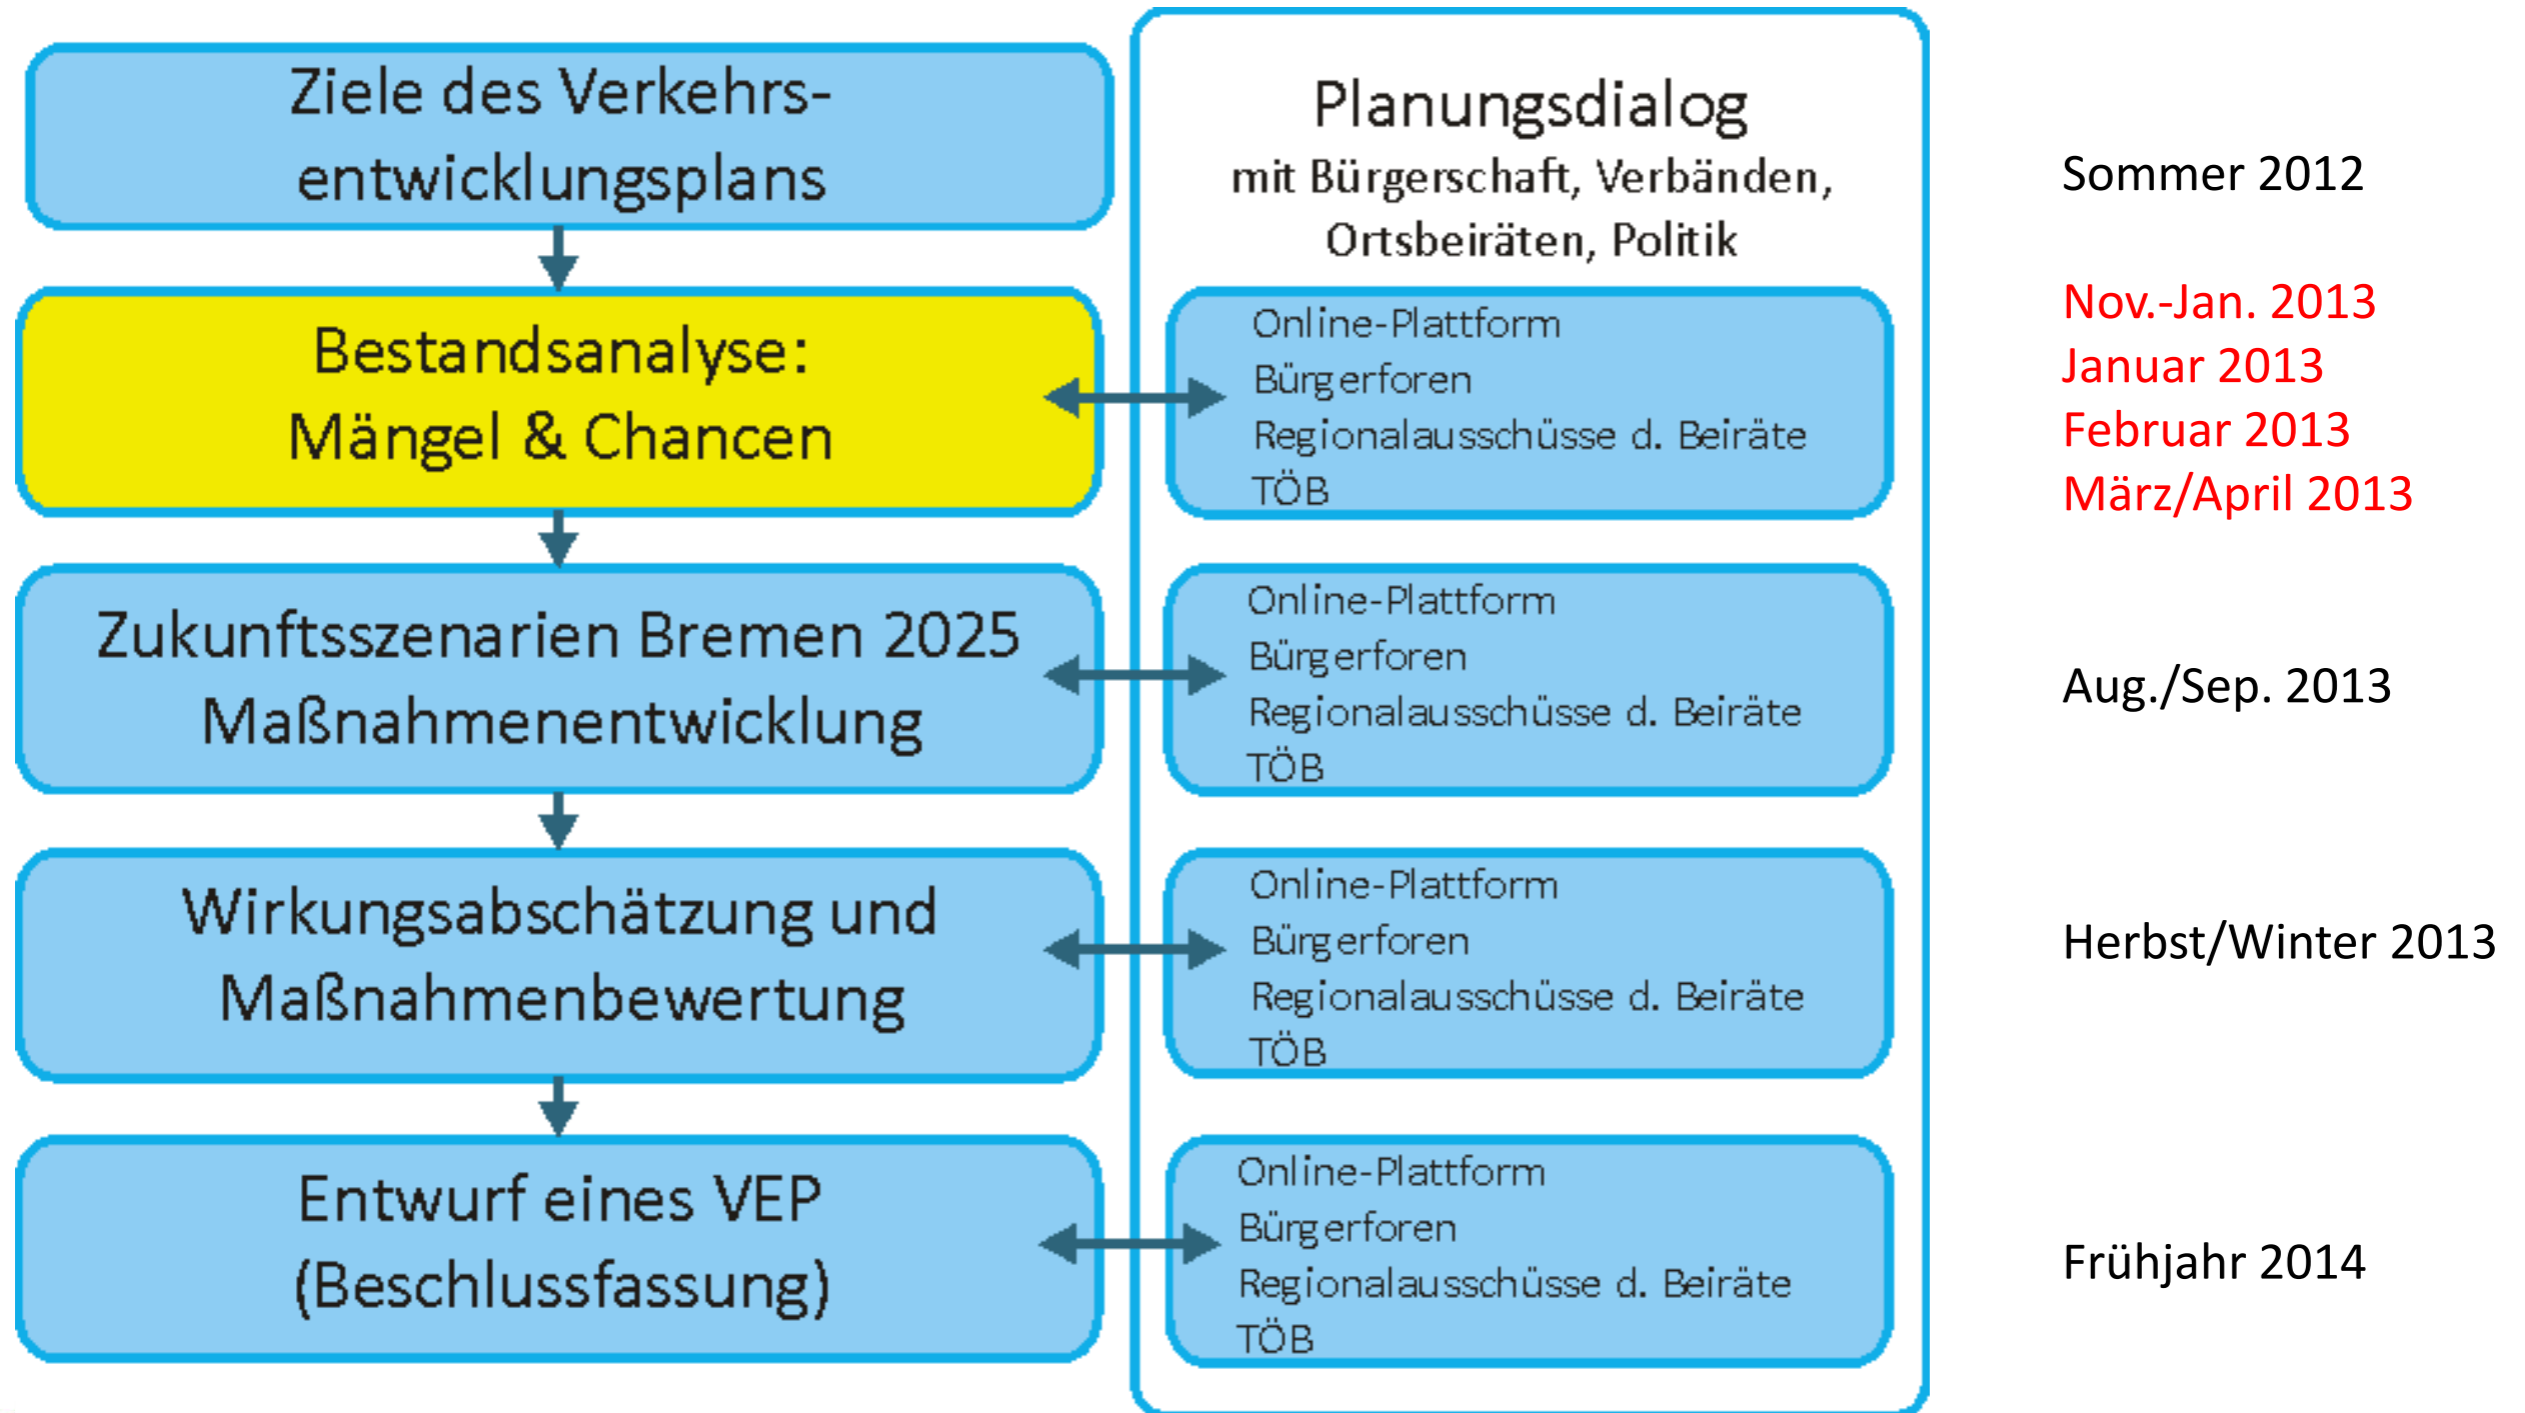 Ziele des Verkehrs-
entwicklungsplans
Planungsdialog
mit Bürgerschaft, Verbänden,
Ortsbeiräten, Politik
Sommer 2012
Bestandsanalyse:
Mängel & Chancen
Online-Plattform
Bürgerforen
Regionalausschüsse d. Beiräte
TÖB
Nov.-Jan. 2013
Januar 2013
Februar 2013
März/April 2013
Zukunftsszenarien Bremen 2025
Maßnahmenentwicklung
Online-Plattform
Bürgerforen
Regionalausschüsse d. Beiräte
TÖB
Aug./Sep. 2013
Wirkungsabschätzung und
Maßnahmenbewertung
Online-Plattform
Bürgerforen
Regionalausschüsse d. Beiräte
TÖB
Herbst/Winter 2013
Entwurf eines VEP
(Beschlussfassung)
Online-Plattform
Bürgerforen
Regionalausschüsse d. Beiräte
TÖB
Frühjahr 2014